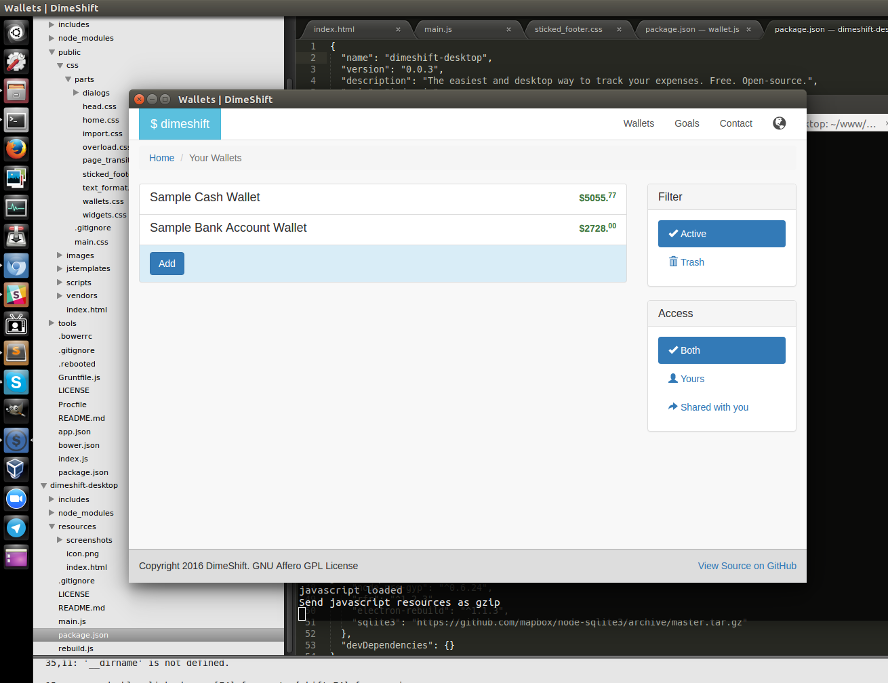 Wallets | DimeShift
includes
node_modules
public
css
parts
dialogs
head.css
home.css
import.css
overload.css
page_transit
sticked_foot
text_format.
wallets.css
widgets.css
.gitignore
main.css
images
jstemplates
scripts
vendors
index.html
tools
.bowerrc
.gitignore
.rebooted
Gruntfile.js
LICENSE
Procfile
README.md
app.json
bower.json
index.js
package.json
dimeshift-desktop
includes
node_modules
resources
screenshots
icon.png
index.html
.gitignore
LICENSE
README.md
main.js
package.json
rebuild.js
index.html
main.js
sticked_footer.css
package.json — wallet.js
package.json — dimeshift-des
1 {
2 "name": "dimeshift-desktop",
3 "version": "0.0.3",
4 "description": "The easiest and desktop way to track your expenses. Free. Open-source.",
Wallets | DimeShift
ktop: ~/www/...
$ dimeshift
Wallets
Goals
Contact
Home / Your Wallets
Sample Cash Wallet
$5055.77
Sample Bank Account Wallet
$2728.00
Add
Filter
Active
Trash
Access
Both
Yours
Shared with you
Copyright 2016 DimeShift. GNU Affero GPL License
View Source on GitHub
javascript loaded
Send javascript resources as gzip
"electron-rebuild": "^1.1.3",
51 "sqlite3": "https://github.com/mapbox/node-sqlite3/archive/master.tar.gz"
52 },
53 "devDependencies": {}
35,11: '__dirname' is not defined.